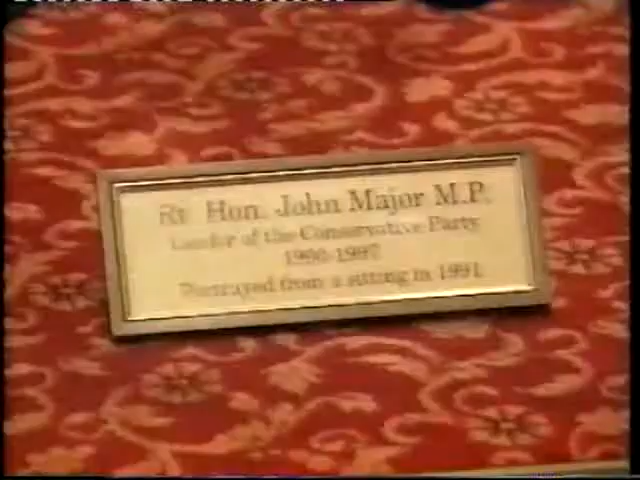 Rt. Hon. John Major M.P.
Leader of the Conservative Party
1990-1997
Portrayed from a sitting in 1991